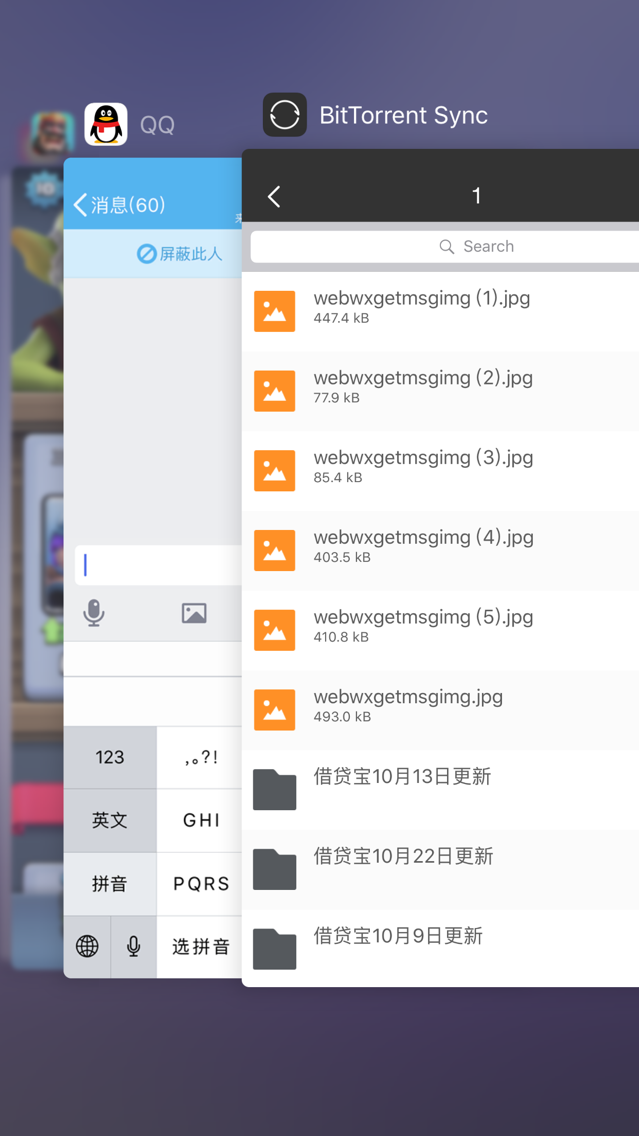 QQ
BitTorrent Sync
消息(60)
屏蔽此人
1
Search
webwxgetmsgimg (1).jpg
447.4 kB
webwxgetmsgimg (2).jpg
77.9 kB
webwxgetmsgimg (3).jpg
85.4 kB
webwxgetmsgimg (4).jpg
403.5 kB
webwxgetmsgimg (5).jpg
410.8 kB
webwxgetmsgimg.jpg
493.0 kB
借贷宝10月13日更新
借贷宝10月22日更新
借贷宝10月9日更新
123
,。?!
英文
GHI
拼音
PQRS
选拼音